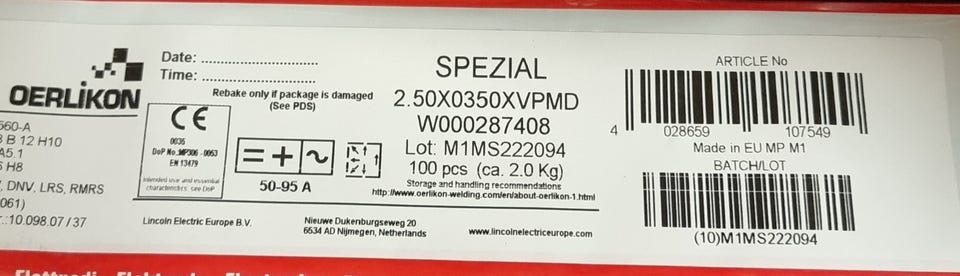 OERLIKON
560-A
B 12 H10
A5.1
H8
, DNV, LRS, RMRS
061)
.:10.098.07/37
Date:
Time:
Rebake only if package is damaged
(See PDS)
CE
0035
EN 13479
Intended use and essential
characteristics see DoP
= + ~
50-95 A
SPEZIAL
2.50X0350XVPMD
W000287408
Lot: M1MS222094
100 pcs (ca. 2.0 Kg)
Storage and handling recommendations
http://www.oerlikon-welding.com/en/about-oerlikon-1.html
Lincoln Electric Europe B.V.
Nieuwe Dukenburgseweg 20
6534 AD Nijmegen, Netherlands
www.lincolnelectriceurope.com
ARTICLE No
4 028659 107549
Made in EU MP M1
BATCH/LOT
(10)M1MS222094